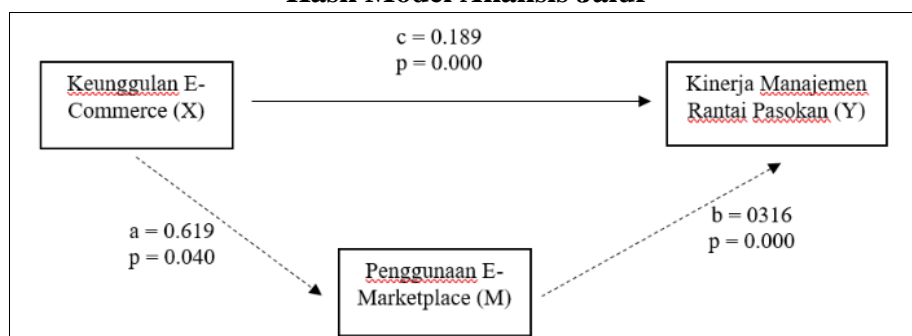 Hasil Model Analisis Jalur
c = 0.189
p = 0.000
Keunggulan E-
Commerce (X)
Kinerja Manajemen
Rantai Pasokan (Y)
a = 0.619
p = 0.040
b = 0316
p = 0.000
Penggunaan E-
Marketplace (M)